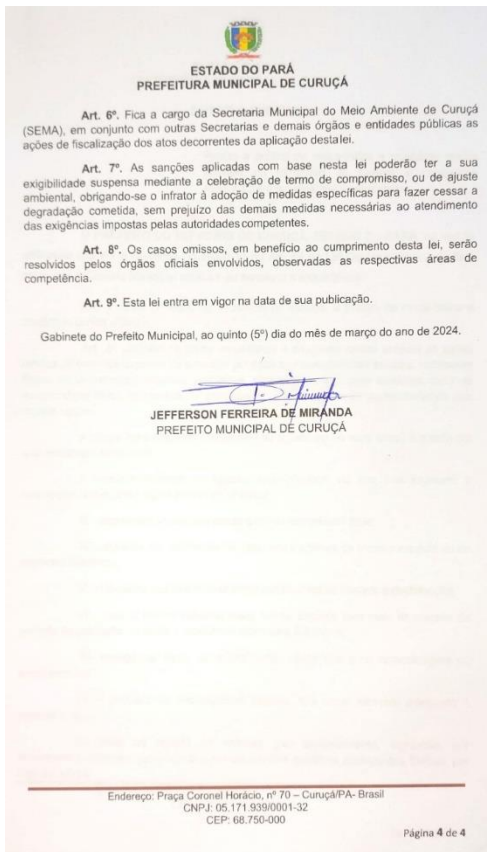 ESTADO DO PARÁ
PREFEITURA MUNICIPAL DE CURUÇÁ
Art. 6º. Fica a cargo da Secretaria Municipal do Meio Ambiente de Curuçá
(SEMA), em conjunto com outras Secretarias e demais órgãos e entidades públicas as
ações de fiscalização dos atos decorrentes da aplicação destalei.
Art. 7º. As sanções aplicadas com base nesta lei poderão ter a sua
exigibilidade suspensa mediante a celebração de termo de compromisso, ou de ajuste
ambiental, obrigando-se o infrator à adoção de medidas específicas para fazer cessar a
degradação cometida, sem prejuízo das demais medidas necessárias ao atendimento
das exigências impostas pelas autoridades competentes.
Art. 8º. Os casos omissos, em benefício ao cumprimento desta lei, serão
resolvidos pelos órgãos oficiais envolvidos, observadas as respectivas áreas de
competência.
Art. 9º. Esta lei entra em vigor na data de sua publicação.
Gabinete do Prefeito Municipal, ao quinto (5º) dia do mês de março do ano de 2024.
JEFFERSON FERREIRA DE MIRANDA
PREFEITO MUNICIPAL DE CURUÇÁ
Endereço: Praça Coronel Horácio, nº 70 – Curuçá/PA- Brasil
CNPJ: 05.171.939/0001-32
CEP: 68.750-000
Página 4 de 4